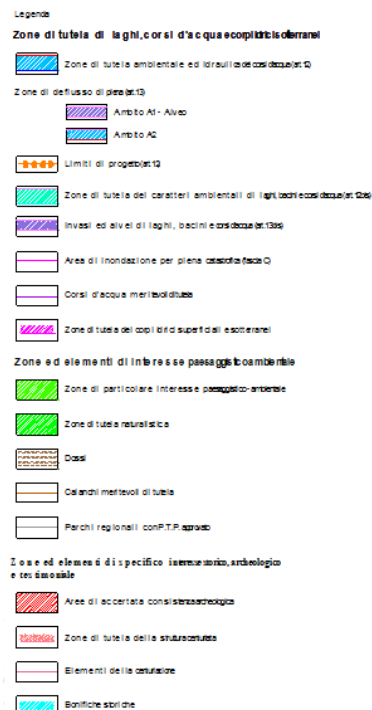 Legenda
Zone di tutela di laghi, corsi d'acqua e corpi idrici sotterranei
Zone di tutela ambientale ed idraulica dei corsi d'acqua (art.12)
Zone di deflusso di piena (art.13)
Ambito A1 - Alveo
Ambito A2
Limiti di progetto (art.12)
Zone di tutela dei caratteri ambientali di laghi, bacini e corsi d'acqua (art.12 bis)
Invasi ed alvei di laghi, bacini e corsi d'acqua (art.13 bis)
Area di inondazione per piena catastrofica (fascia C)
Corsi d'acqua meritevoli di tutela
Zone di tutela dei corpi idrici superficiali e sotterranei
Zone ed elementi di interesse paesaggistico ambientale
Zone di particolare interesse paesaggistico-ambientale
Zone di tutela naturalistica
Dossi
Calanchi meritevoli di tutela
Parchi regionali con P.T.P. approvato
Zone ed elementi di specifico interesse storico, archeologico
e testimoniale
Aree di accertata consistenza archeologica
Zone di tutela della struttura centuriata
Elementi della centuriazione
Bonifiche storiche